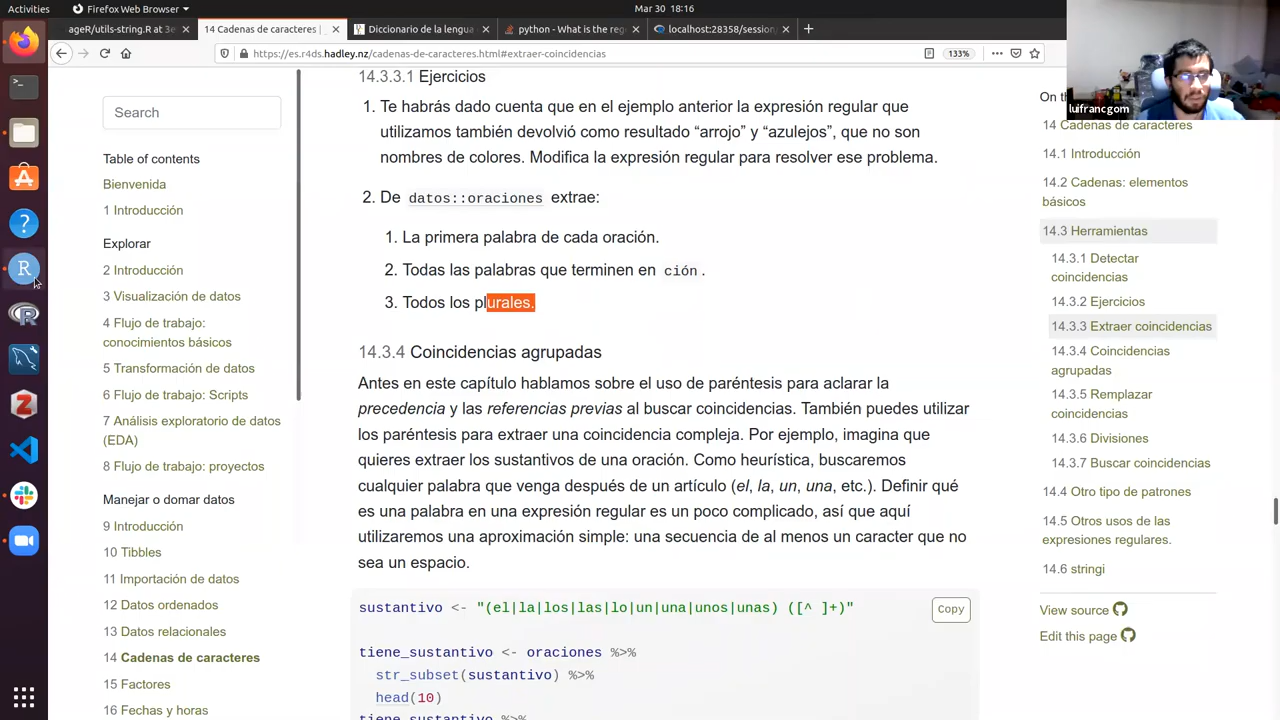 Activities
Firefox Web Browser
Mar 30 18:16
ageR/utils-string.R at 3e
14 Cadenas de caracteres |
Diccionario de la lengua
python - What is the reg
localhost:28358/session
https://es.r4ds.hadley.nz/cadenas-de-caracteres.html#extraer-coincidencias
133%
luifrancgom
Search
Table of contents
Bienvenida
1 Introducción
Explorar
2 Introducción
3 Visualización de datos
4 Flujo de trabajo:
conocimientos básicos
5 Transformación de datos
6 Flujo de trabajo: Scripts
7 Análisis exploratorio de datos
(EDA)
8 Flujo de trabajo: proyectos
Manejar o domar datos
9 Introducción
10 Tibbles
11 Importación de datos
12 Datos ordenados
13 Datos relacionales
14 Cadenas de caracteres
15 Factores
16 Fechas y horas
14.3.3.1 Ejercicios
1. Te habrás dado cuenta que en el ejemplo anterior la expresión regular que
utilizamos también devolvió como resultado “arrojo” y “azulejos”, que no son
nombres de colores. Modifica la expresión regular para resolver ese problema.
2. De datos::oraciones extrae:
1. La primera palabra de cada oración.
2. Todas las palabras que terminen en ción.
3. Todos los plurales.
14.3.4 Coincidencias agrupadas
Antes en este capítulo hablamos sobre el uso de paréntesis para aclarar la
precedencia y las referencias previas al buscar coincidencias. También puedes utilizar
los paréntesis para extraer una coincidencia compleja. Por ejemplo, imagina que
quieres extraer los sustantivos de una oración. Como heurística, buscaremos
cualquier palabra que venga después de un artículo (el, la, un, una, etc.). Definir qué
es una palabra en una expresión regular es un poco complicado, así que aquí
utilizaremos una aproximación simple: una secuencia de al menos un caracter que no
sea un espacio.
sustantivo <- "(el|la|los|las|lo|un|una|unos|unas) ([^ ]+)"
Copy
tiene_sustantivo <- oraciones %>%
str_subset(sustantivo) %>%
head(10)
tiene_sustantivo %>%
On th
14 Cadenas de caracteres
14.1 Introducción
14.2 Cadenas: elementos
básicos
14.3 Herramientas
14.3.1 Detectar
coincidencias
14.3.2 Ejercicios
14.3.3 Extraer coincidencias
14.3.4 Coincidencias
agrupadas
14.3.5 Remplazar
coincidencias
14.3.6 Divisiones
14.3.7 Buscar coincidencias
14.4 Otro tipo de patrones
14.5 Otros usos de las
expresiones regulares.
14.6 stringi
View source
Edit this page